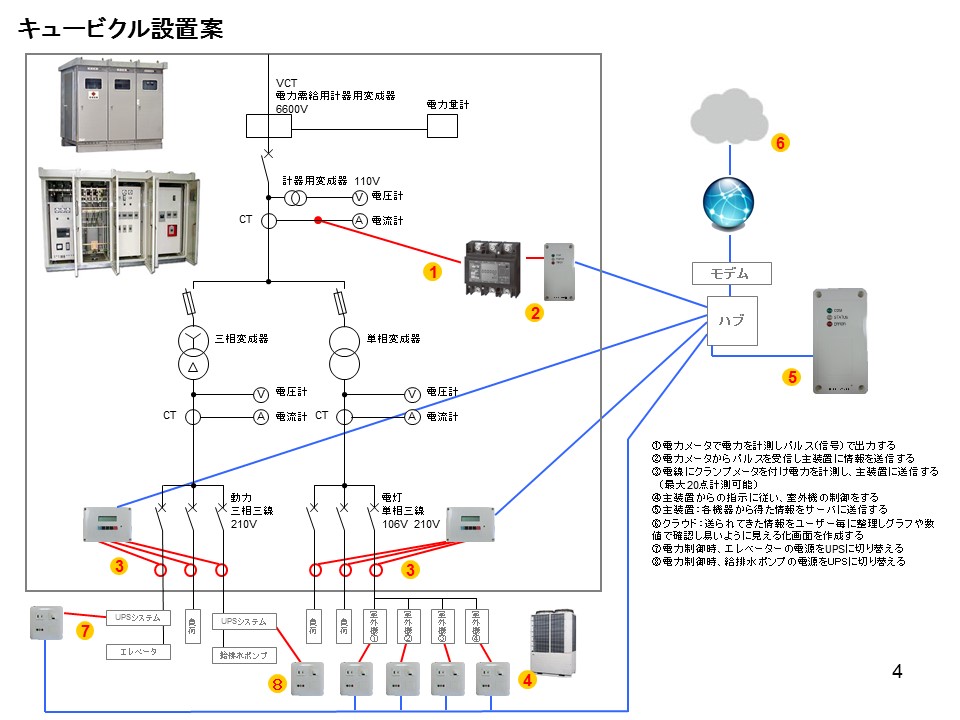 キュービクル設置案
VCT
電力需給用計器用変成器
6600V
電力量計
計器用変成器 110V
電圧計
V
CT
A
電流計
1
2
6
モデム
ハブ
COM
STATUS
ERROR
5
三相変成器
単相変成器
V
電圧計
V
電圧計
CT
A
電流計
CT
A
電流計
①電力メータで電力を計測しパルス(信号)で出力する
②電力メータからパルスを受信し主装置に情報を送信する
③電線にクランプメータを付け電力を計測し、主装置に送信する
(最大20点計測可能)
④主装置からの指示に従い、室外機の制御をする
⑤主装置:各機器から得た情報をサーバに送信する
⑥クラウド:送られてきた情報をユーザー毎に整理しグラフや数
値で確認し易いように見える化画面を作成する
⑦電力制御時、エレベーターの電源をUPSに切り替える
⑧電力制御時、給排水ポンプの電源をUPSに切り替える
動力
三相三線
210V
電灯
単相三線
106V 210V
3
3
7
UPSシステム
エレベータ
負荷
UPSシステム
給排水ポンプ
8
負荷
負荷
室外機①
室外機②
室外機③
室外機④
4
4